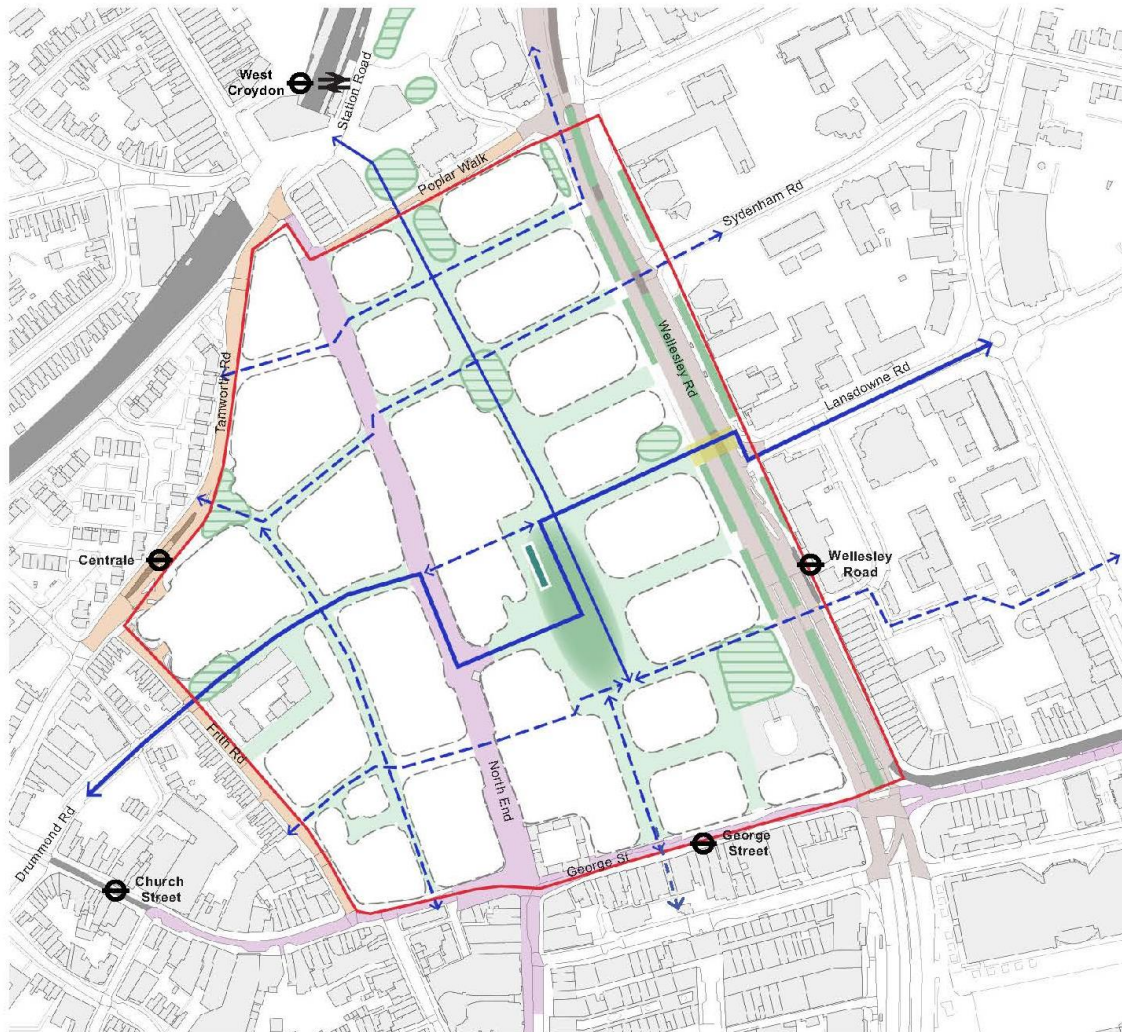 West
Croydon
Station Road
Poplar Walk
Sydenham Rd
Tamworth Rd
Wellesley Rd
Lansdowne Rd
Centrale
Wellesley
Road
Frith Rd
North End
Drummond Rd
George St
George
Street
Church
Street